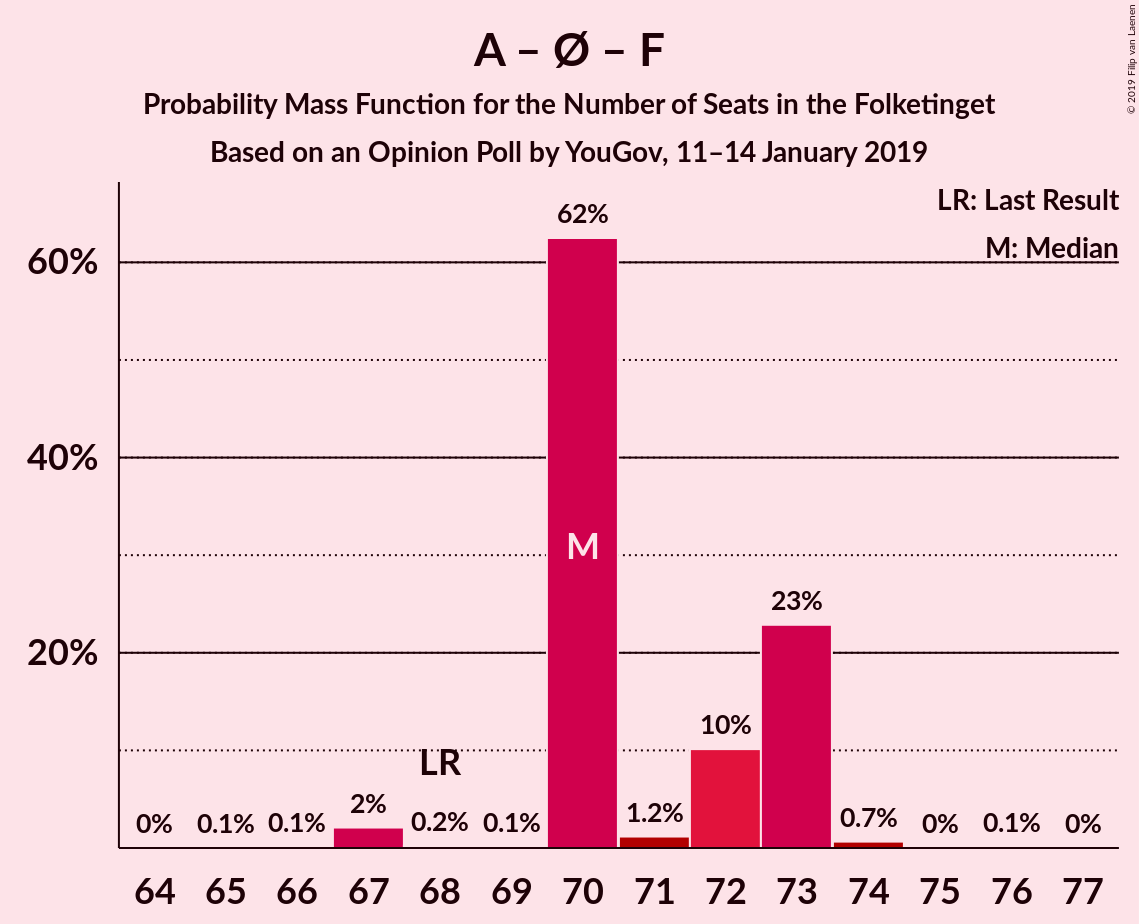 A – Ø – F
Probability Mass Function for the Number of Seats in the Folketinget
Based on an Opinion Poll by YouGov, 11–14 January 2019
© 2019 Filip van Laenen
LR: Last Result
M: Median
60%
40%
20%
0%
0.1%
0.1%
2%
LR
0.2%
0.1%
62%
M
1.2%
10%
23%
0.7%
0%
0.1%
0%
64 65 66 67 68 69 70 71 72 73 74 75 76 77